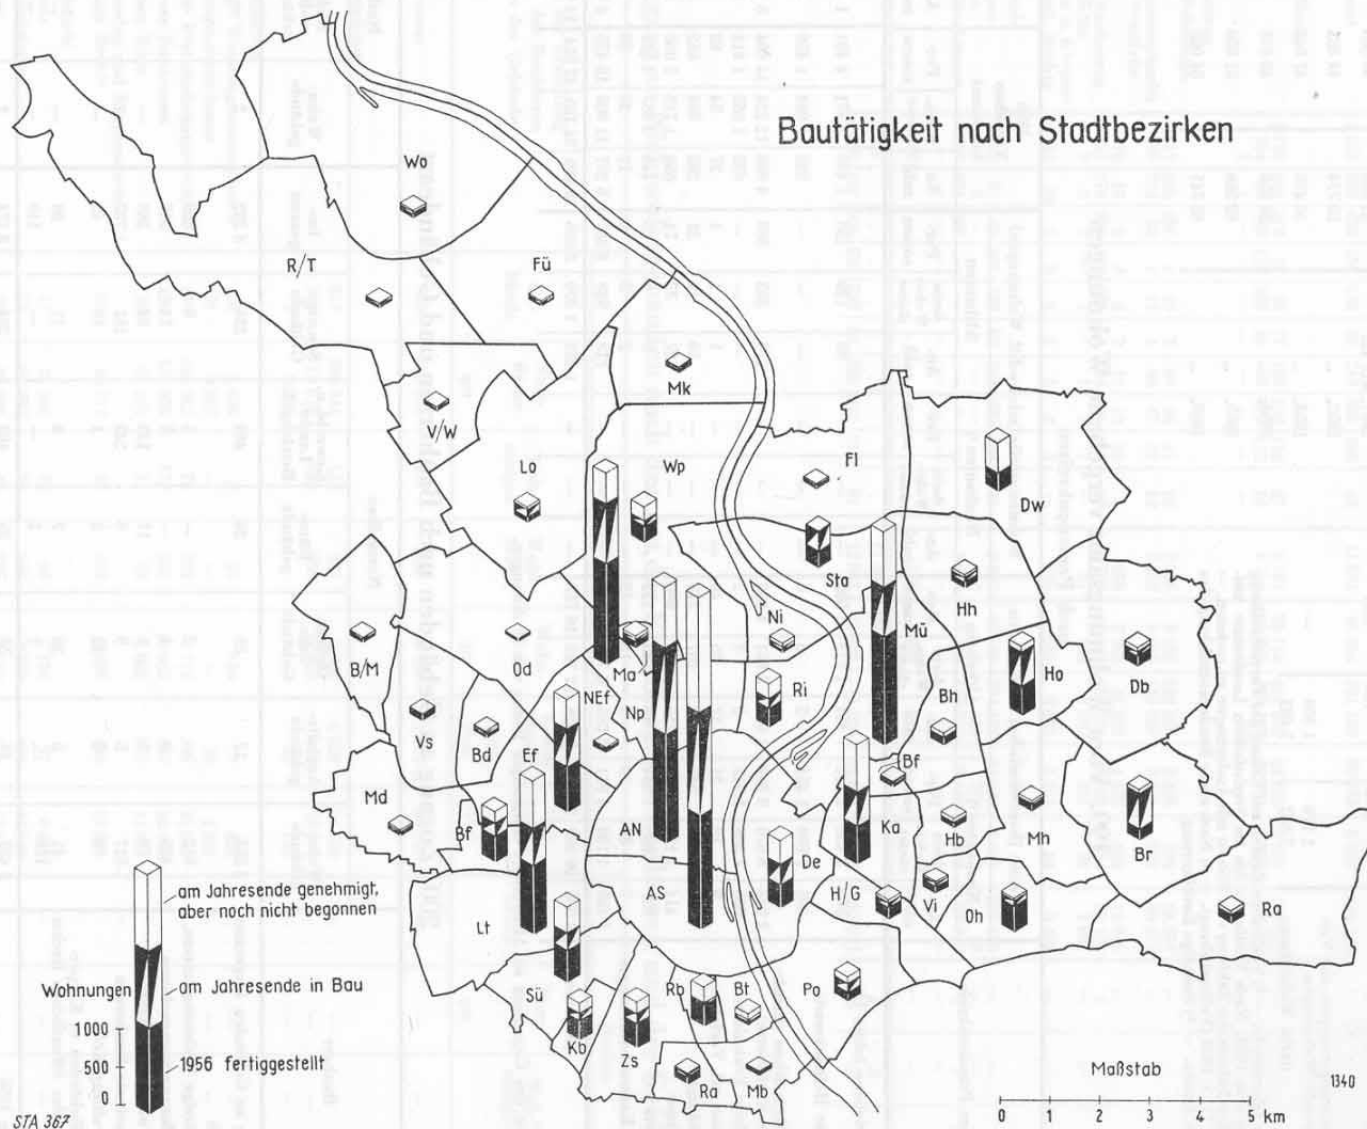 Bautätigkeit nach Stadtbezirken
Wo
R/T
Fü
Mk
V/W
Lo
Wp
Fl
Dw
Sta
Hh
Ni
Mü
B/M
Od
Ma
Ho
Db
Vs
Bd
NEf
Np
Ri
Bh
Ef
Bf
Md
Bf
AN
Ka
Hb
Mh
Br
De
AS
H/G
Vi
Oh
Ra
Lt
Sü
Rb
Bt
Po
Kb
Zs
Ra
Mb
am Jahresende genehmigt,
aber noch nicht begonnen
Wohnungen
am Jahresende in Bau
1000
500
0
1956 fertiggestellt
STA 367
Maßstab
0 1 2 3 4 5 km
1340